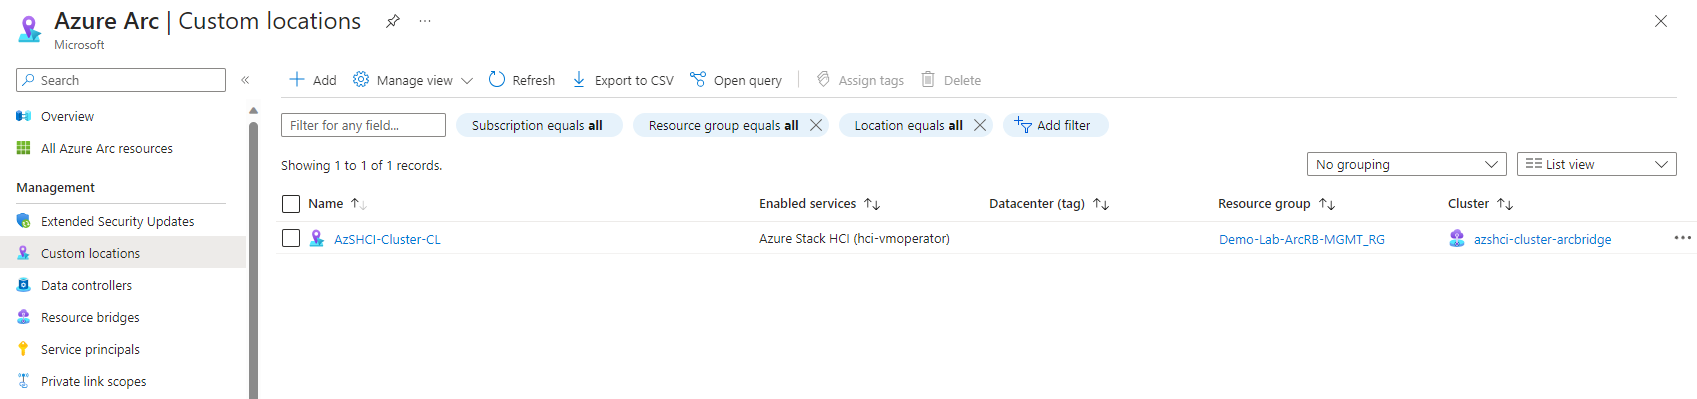 Azure Arc | Custom locations
Microsoft
Search
Overview
All Azure Arc resources
Management
Extended Security Updates
Custom locations
Data controllers
Resource bridges
Service principals
Private link scopes
Add Manage view Refresh Export to CSV Open query Assign tags Delete
Filter for any field... Subscription equals all Resource group equals all Location equals all Add filter
Showing 1 to 1 of 1 records. No grouping List view
Name Enabled services Datacenter (tag) Resource group Cluster
AzSHCI-Cluster-CL Azure Stack HCI (hci-vmoperator) Demo-Lab-ArcRB-MGMT_RG azshci-cluster-arcbridge